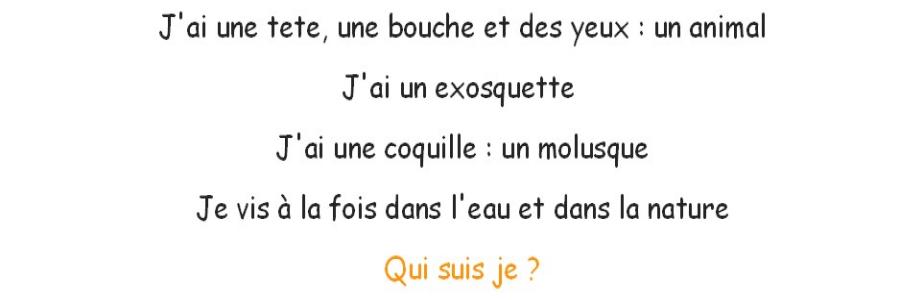 J'ai une tete, une bouche et des yeux : un animal
J'ai un exosquette
J'ai une coquille : un molusque
Je vis à la fois dans l'eau et dans la nature
Qui suis je ?